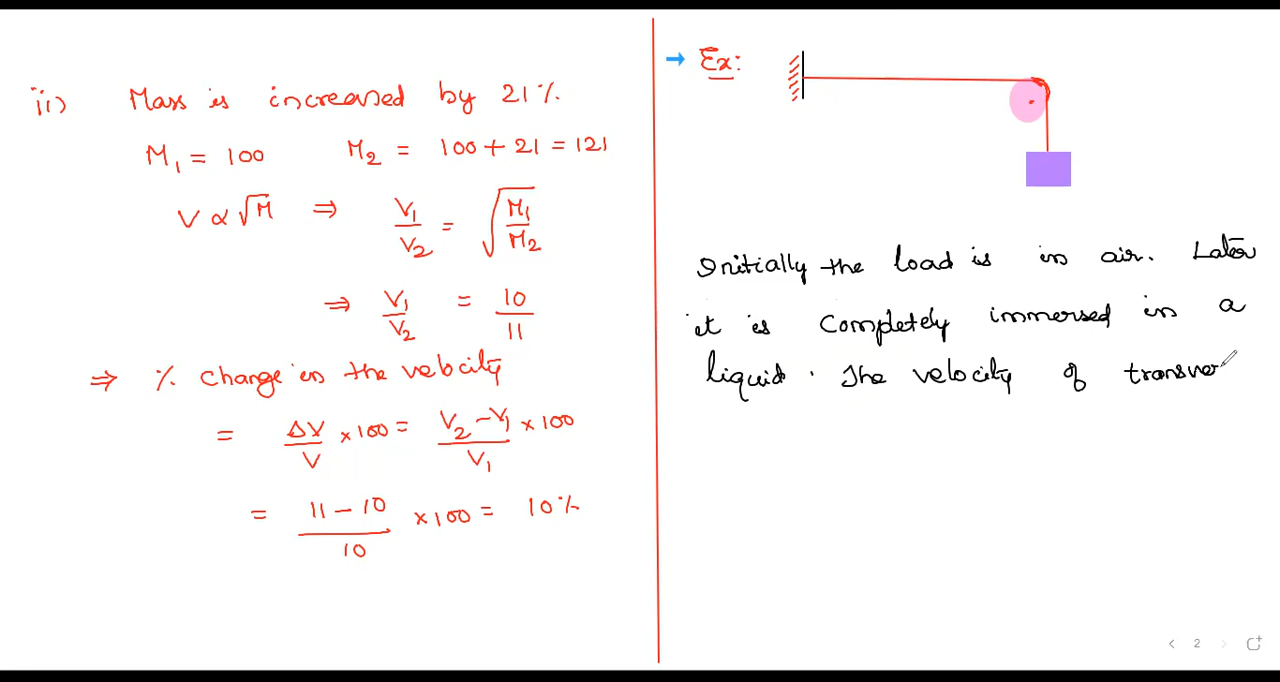 ii) Mass is increased by 21%
M₁ = 100 M₂ = 100 + 21 = 121
V ∝ √M ⇒ V₁/V₂ = √(M₁/M₂)
⇒ V₁/V₂ = 10/11
⇒ % change in the velocity
= ΔV/V × 100 = (V₂ − V₁)/V₁ × 100
= (11 − 10)/10 × 100 = 10%
→ Ex:
Initially the load is in air. Later
it is completely immersed in a
liquid. The velocity of transver
2